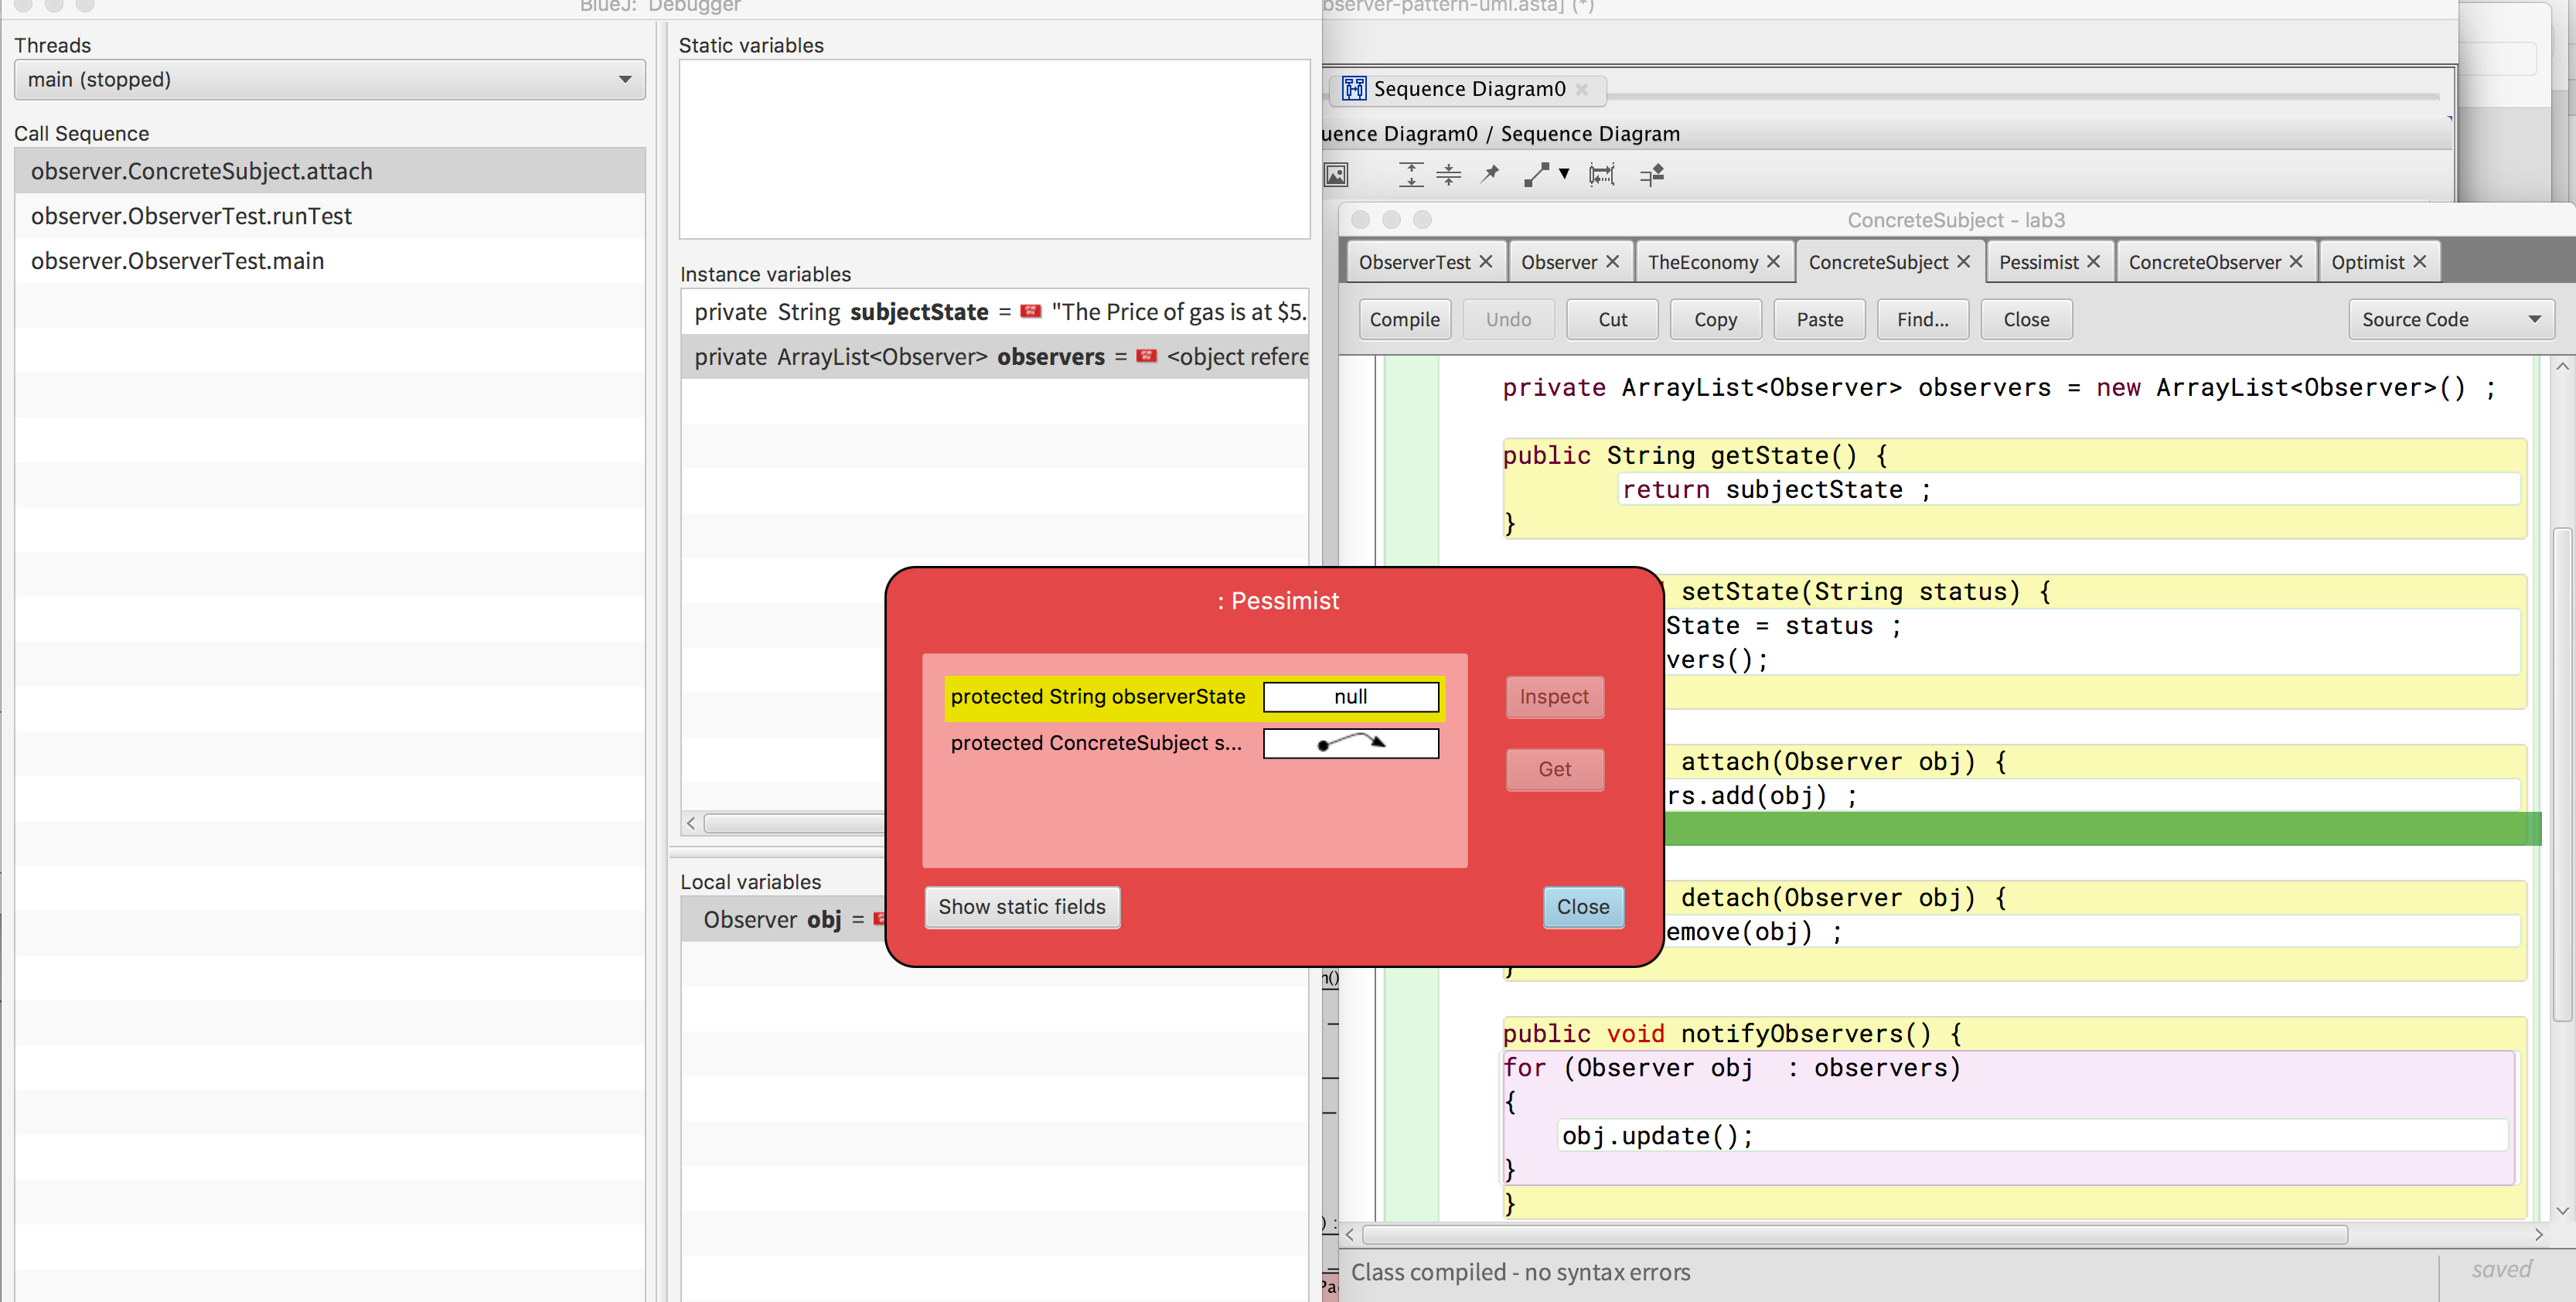 BlueJ: Debugger
Threads
main (stopped)
Call Sequence
observer.ConcreteSubject.attach
observer.ObserverTest.runTest
observer.ObserverTest.main
Static variables
Instance variables
private String subjectState = "The Price of gas is at $5.
private ArrayList<Observer> observers = <object refere
Local variables
Observer obj =
: Pessimist
protected String observerState null
protected ConcreteSubject s...
Inspect
Get
Show static fields
Close
bserver-pattern-uml.asta] (*)
Sequence Diagram0
uence Diagram0 / Sequence Diagram
ConcreteSubject - lab3
ObserverTest Observer TheEconomy ConcreteSubject Pessimist ConcreteObserver Optimist
Compile Undo Cut Copy Paste Find... Close Source Code
private ArrayList<Observer> observers = new ArrayList<Observer>() ;
public String getState() {
return subjectState ;
}
setState(String status) {
State = status ;
vers();
attach(Observer obj) {
rs.add(obj) ;
detach(Observer obj) {
emove(obj) ;
}
public void notifyObservers() {
for (Observer obj  : observers)
{
obj.update();
}
}
Class compiled - no syntax errors
saved